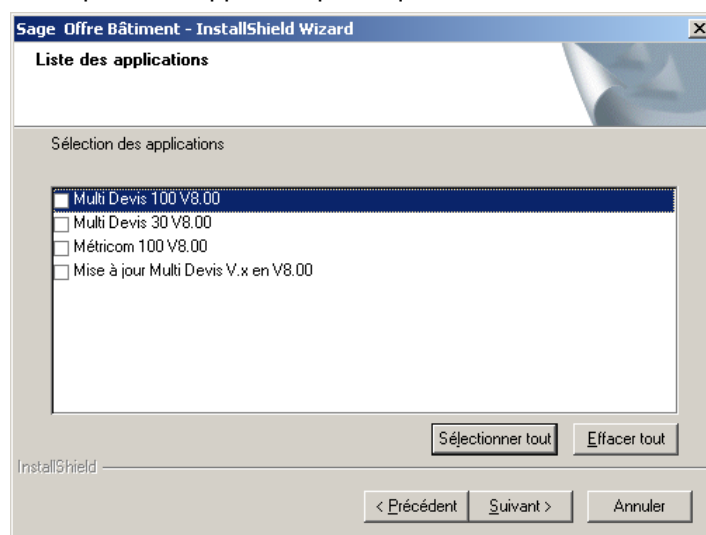 Sage Offre Bâtiment - InstallShield Wizard
Liste des applications
Sélection des applications
Multi Devis 100 V8.00
Multi Devis 30 V8.00
Métricom 100 V8.00
Mise à jour Multi Devis V.x en V8.00
Sélectionner tout
Effacer tout
InstallShield
< Précédent
Suivant >
Annuler